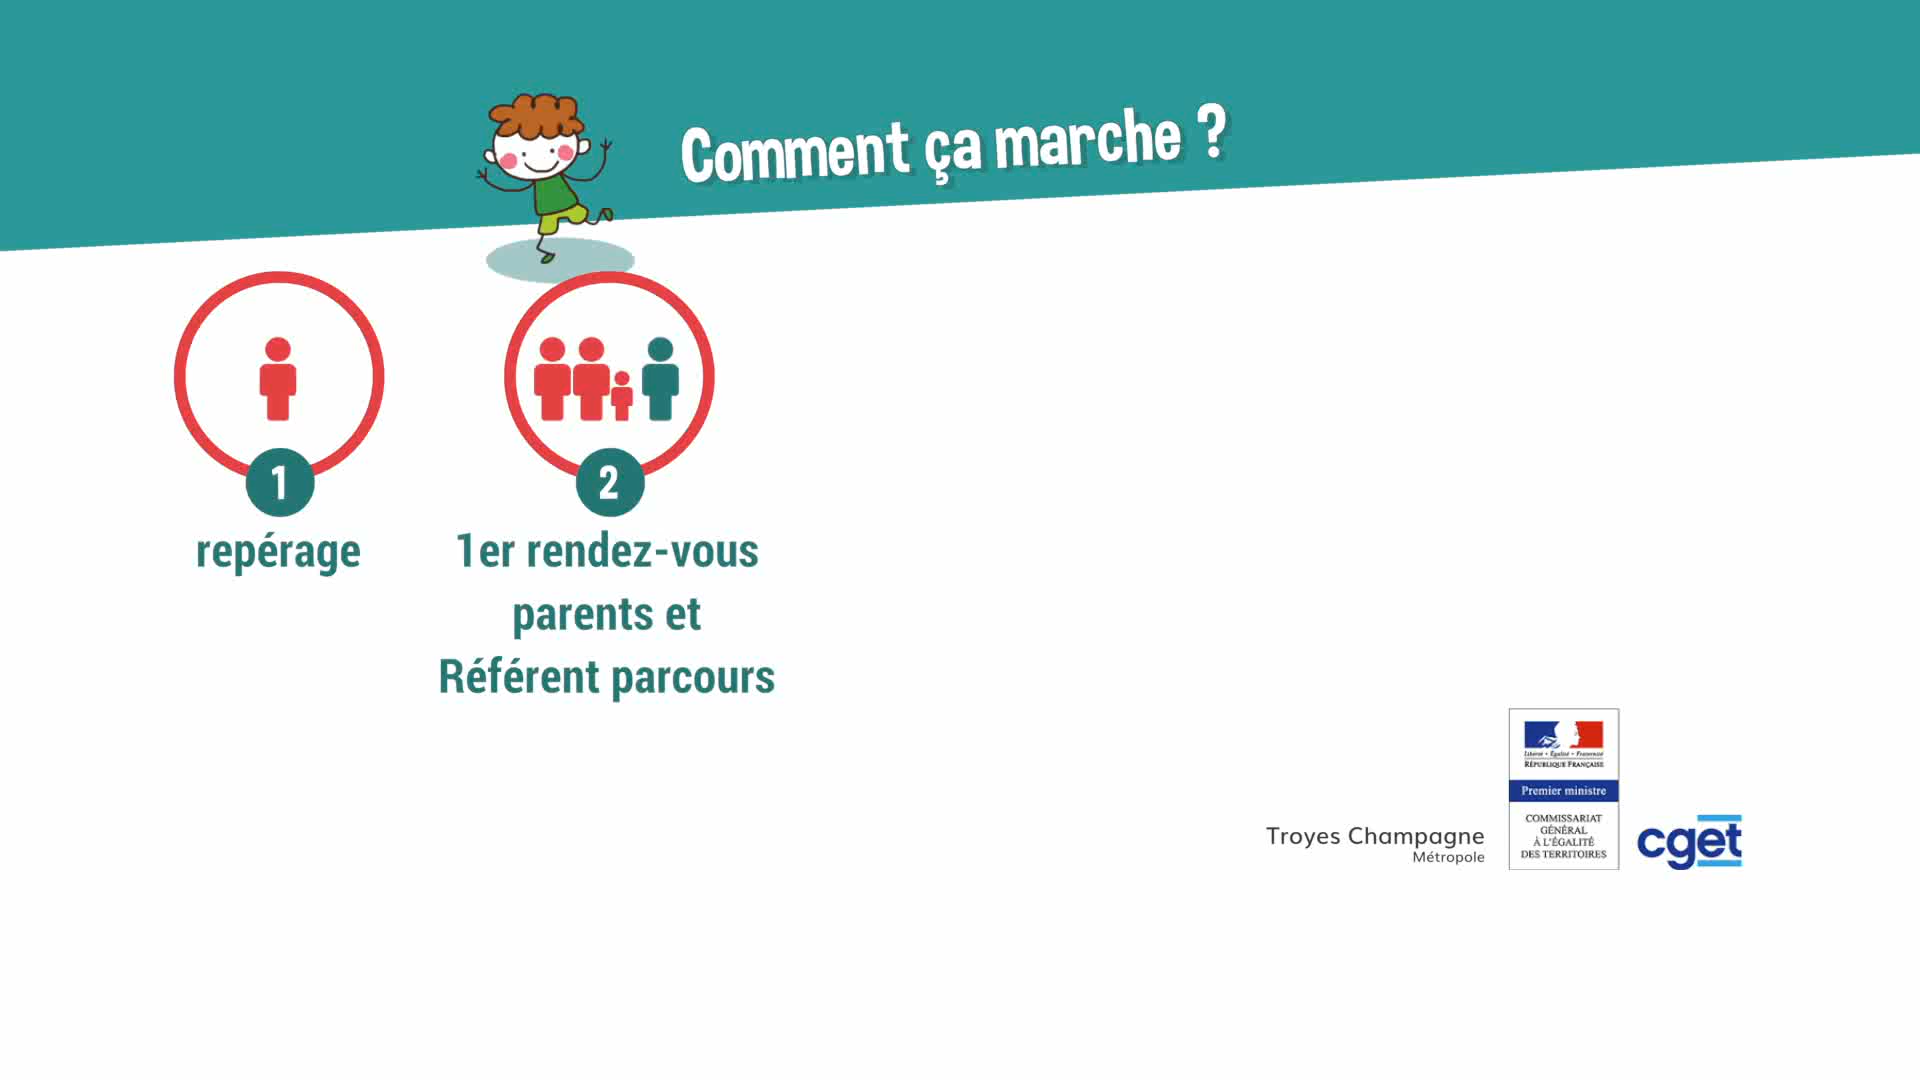 Comment ça marche ?
1
repérage
2
1er rendez-vous
parents et
Référent parcours
Troyes Champagne
Métropole
Liberté • Égalité • Fraternité
RÉPUBLIQUE FRANÇAISE
Premier ministre
COMMISSARIAT
GÉNÉRAL
À L'ÉGALITÉ
DES TERRITOIRES
cget